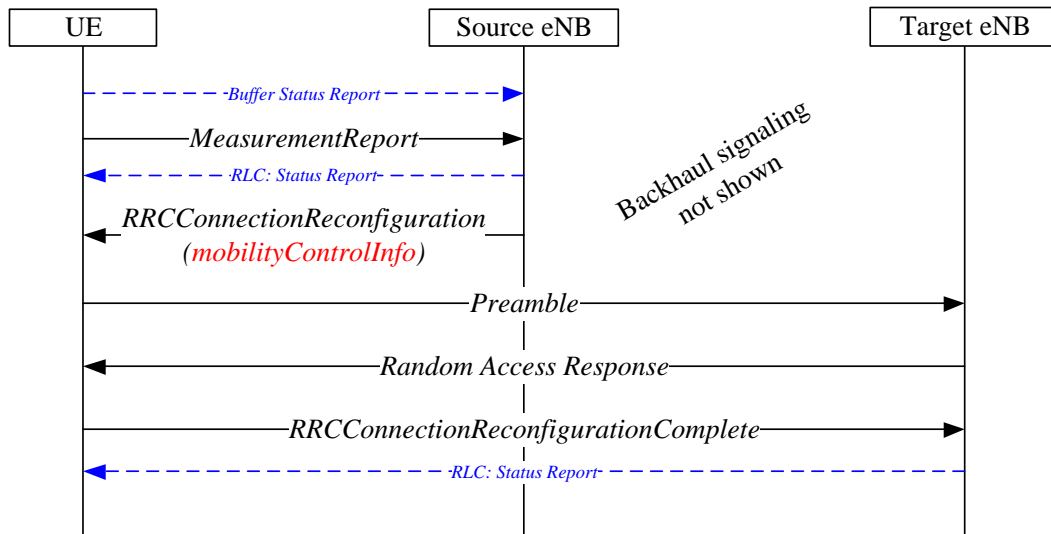 UE
Source eNB
Target eNB
Buffer Status Report
MeasurementReport
Backhaul signaling
not shown
RLC: Status Report
RRCConnectionReconfiguration
(mobilityControlInfo)
Preamble
Random Access Response
RRCConnectionReconfigurationComplete
RLC: Status Report